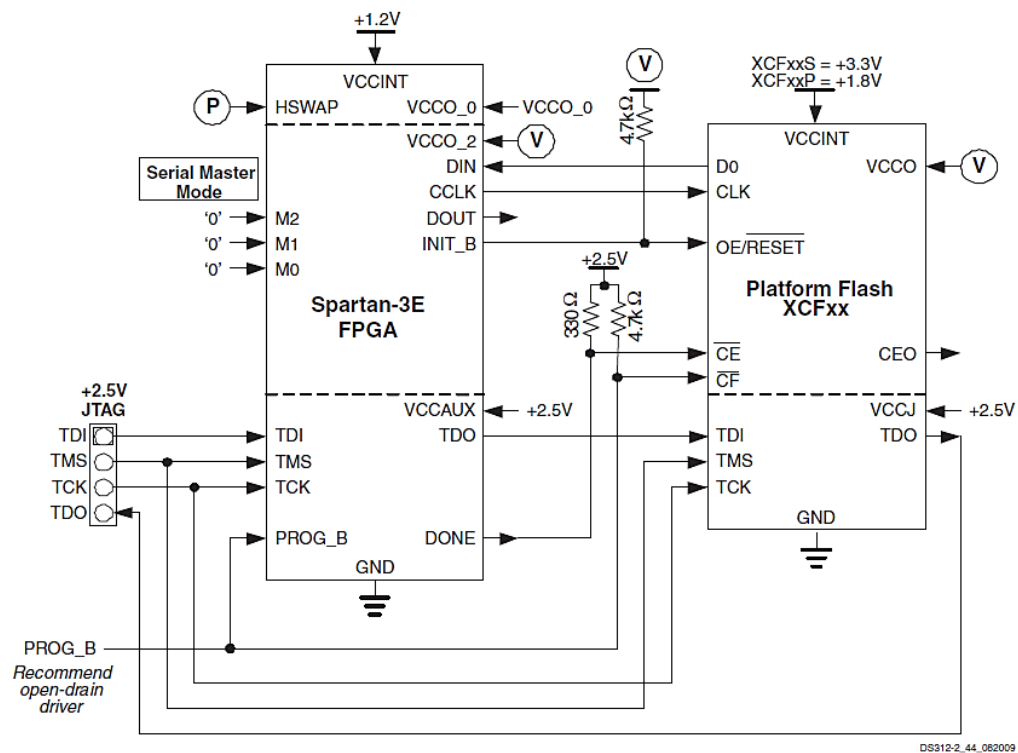 +1.2V
VCCINT
P
HSWAP
VCCO_0
VCCO_0
VCCO_2
V
DIN
CCLK
DOUT
INIT_B
Serial Master
Mode
'0'
M2
'0'
M1
'0'
M0
Spartan-3E
FPGA
V
4.7kΩ
+2.5V
330Ω
4.7kΩ
XCFxxS = +3.3V
XCFxxP = +1.8V
VCCINT
D0
VCCO
V
CLK
OE/RESET
Platform Flash
XCFxx
CE
CEO
CF
+2.5V
JTAG
TDI
TMS
TCK
TDO
VCCAUX
+2.5V
TDI
TDO
TMS
TCK
PROG_B
DONE
GND
VCCJ
+2.5V
TDI
TDO
TMS
TCK
GND
PROG_B
Recommend
open-drain
driver
DS312-2_44_082009